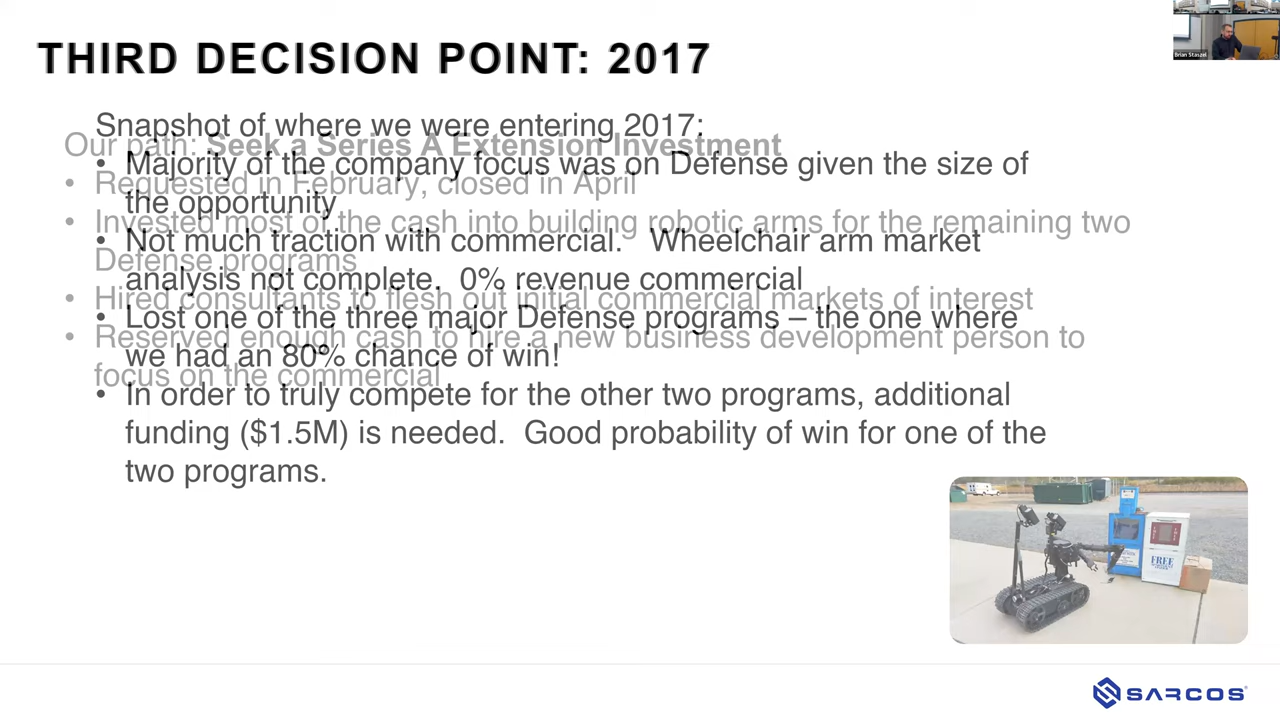 THIRD DECISION POINT: 2017
Snapshot of where we were entering 2017:
• Majority of the company focus was on Defense given the size of
the opportunity
• Not much traction with commercial. Wheelchair arm market
analysis not complete. 0% revenue commercial
• Lost one of the three major Defense programs – the one where
we had an 80% chance of win!
• In order to truly compete for the other two programs, additional
funding ($1.5M) is needed. Good probability of win for one of the
two programs.
Our path: Seek a Series A Extension Investment
• Requested in February, closed in April
• Invested most of the cash into building robotic arms for the remaining two
Defense programs
• Hired consultants to flesh out initial commercial markets of interest
• Reserved enough cash to hire a new business development person to
focus on the commercial
FREE
SARCOS
Brian Staszel